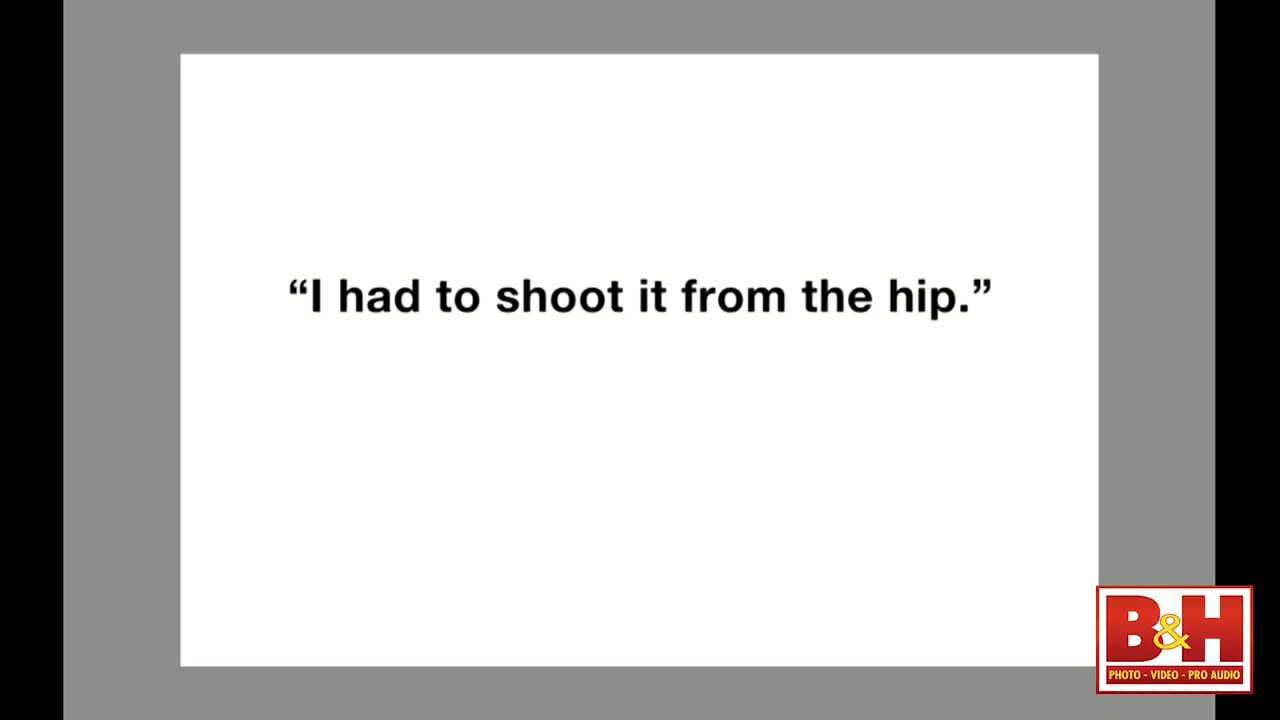 “I had to shoot it from the hip.”
B&H
PHOTO - VIDEO - PRO AUDIO